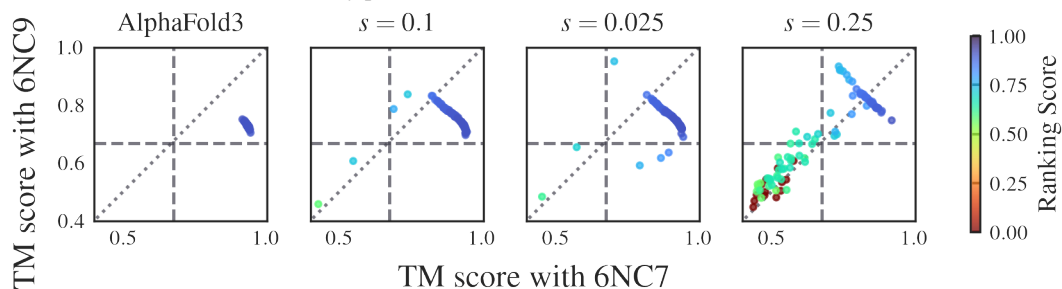 AlphaFold3
s = 0.1
s = 0.025
s = 0.25
TM score with 6NC9
1.0
0.8
0.6
0.4
0.5
1.0
0.5
1.0
0.5
1.0
0.5
1.0
TM score with 6NC7
1.00
0.75
0.50
0.25
0.00
Ranking Score